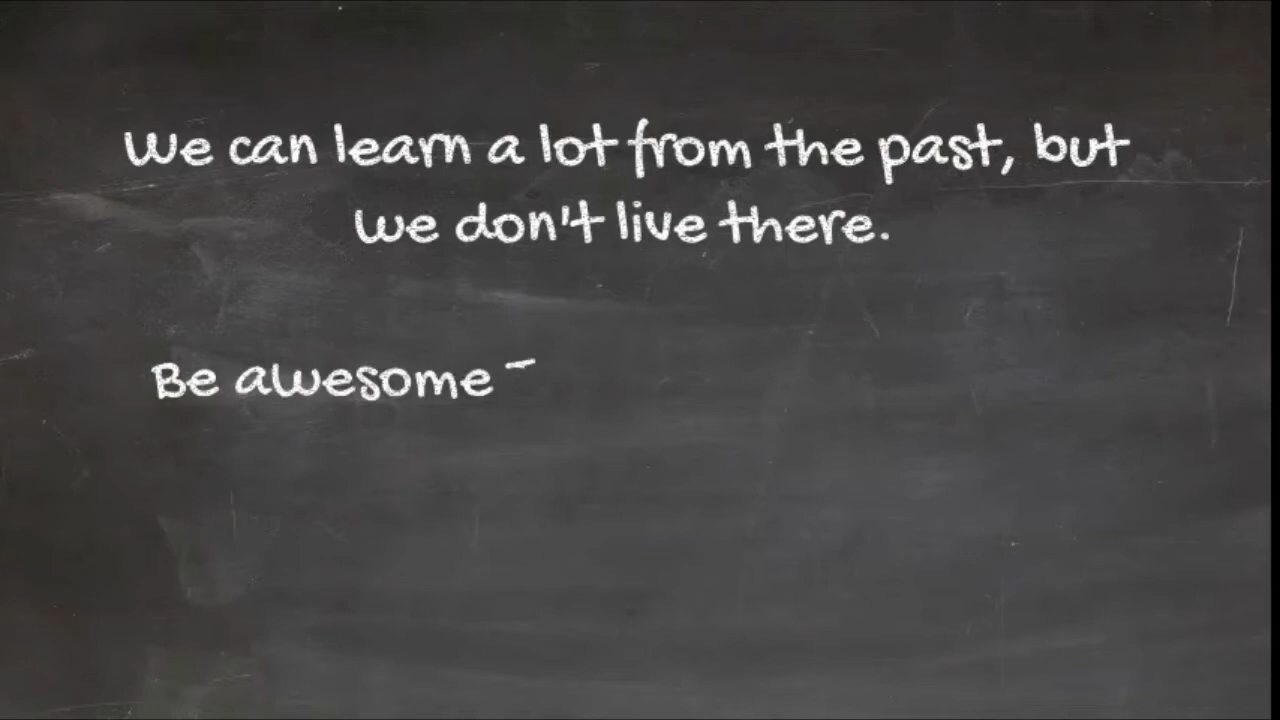 We can learn a lot from the past, but
we don't live there.
Be awesome -